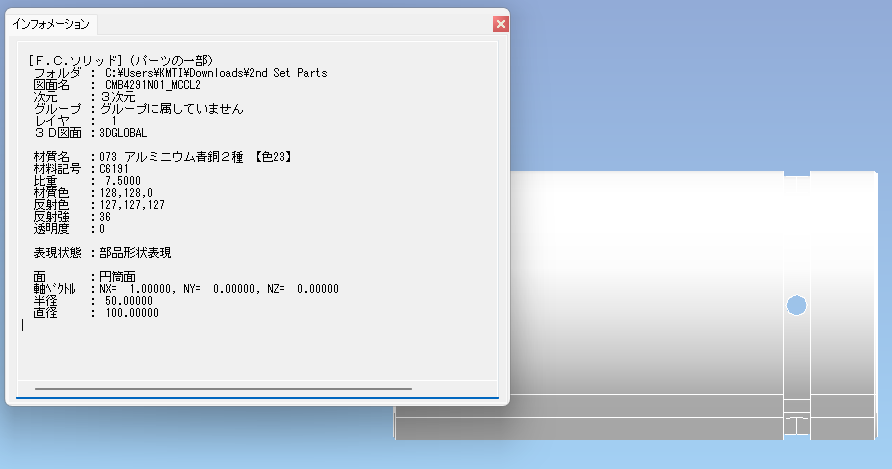 インフォメーション
[Ｆ.Ｃ.ソリッド] (パーツの一部)
フォルダ : C:¥Users¥KMTI¥Downloads¥2nd Set Parts
図面名 : CMB4291N01_MCCL2
次元 : ３次元
グループ : グループに属していません
レイヤ : 1
３Ｄ図面 : 3DGLOBAL
材質名 : 073 アルミニウム青銅２種 【色23】
材料記号 : C6191
比重 : 7.5000
材質色 : 128,128,0
反射色 : 127,127,127
反射強 : 36
透明度 : 0
表現状態 : 部品形状表現
面 : 円筒面
軸ﾍﾞｸﾄﾙ : NX= 1.00000, NY= 0.00000, NZ= 0.00000
半径 : 50.00000
直径 : 100.00000